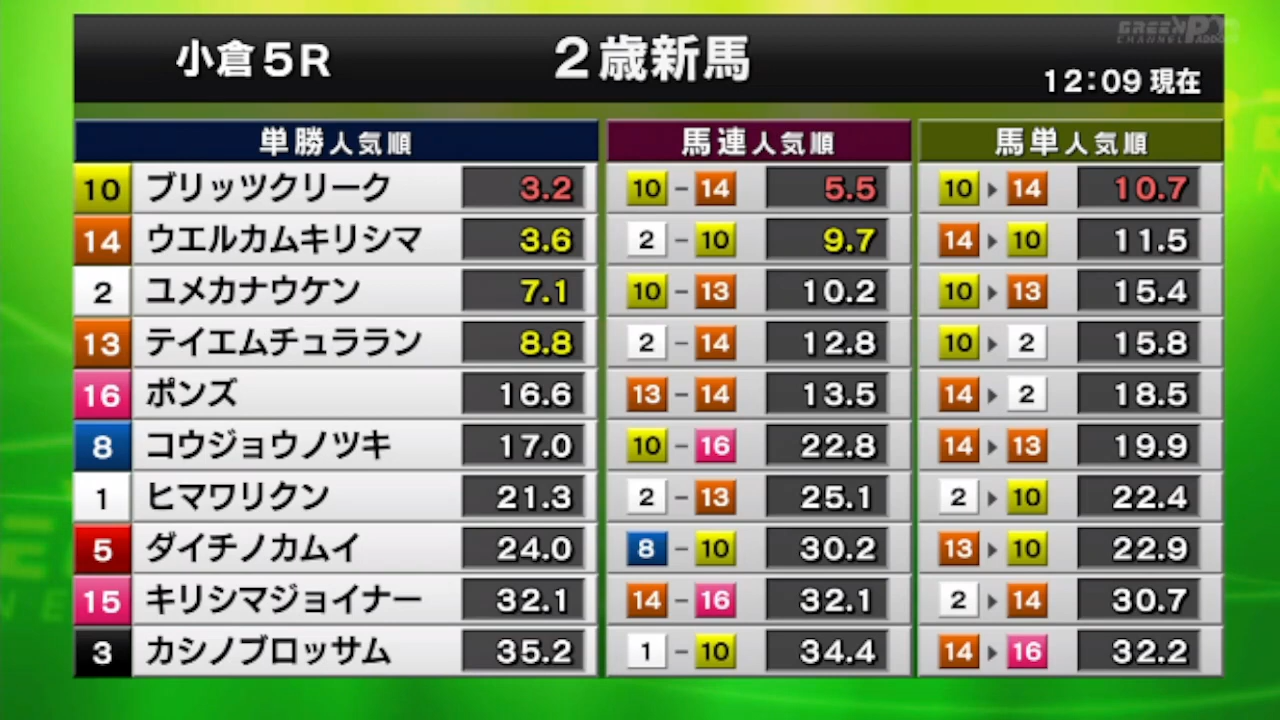 GREEN CHANNEL PADDOCK
小倉5R 2歳新馬
12:09 現在
単勝人気順 馬連人気順 馬単人気順
10 ブリッツクリーク 3.2 10 - 14 5.5 10 ▶ 14 10.7
14 ウエルカムキリシマ 3.6 2 - 10 9.7 14 ▶ 10 11.5
2 ユメカナウケン 7.1 10 - 13 10.2 10 ▶ 13 15.4
13 テイエムチュララン 8.8 2 - 14 12.8 10 ▶ 2 15.8
16 ポンズ 16.6 13 - 14 13.5 14 ▶ 2 18.5
8 コウジョウノツキ 17.0 10 - 16 22.8 14 ▶ 13 19.9
1 ヒマワリクン 21.3 2 - 13 25.1 2 ▶ 10 22.4
5 ダイチノカムイ 24.0 8 - 10 30.2 13 ▶ 10 22.9
15 キリシマジョイナー 32.1 14 - 16 32.1 2 ▶ 14 30.7
3 カシノブロッサム 35.2 1 - 10 34.4 14 ▶ 16 32.2